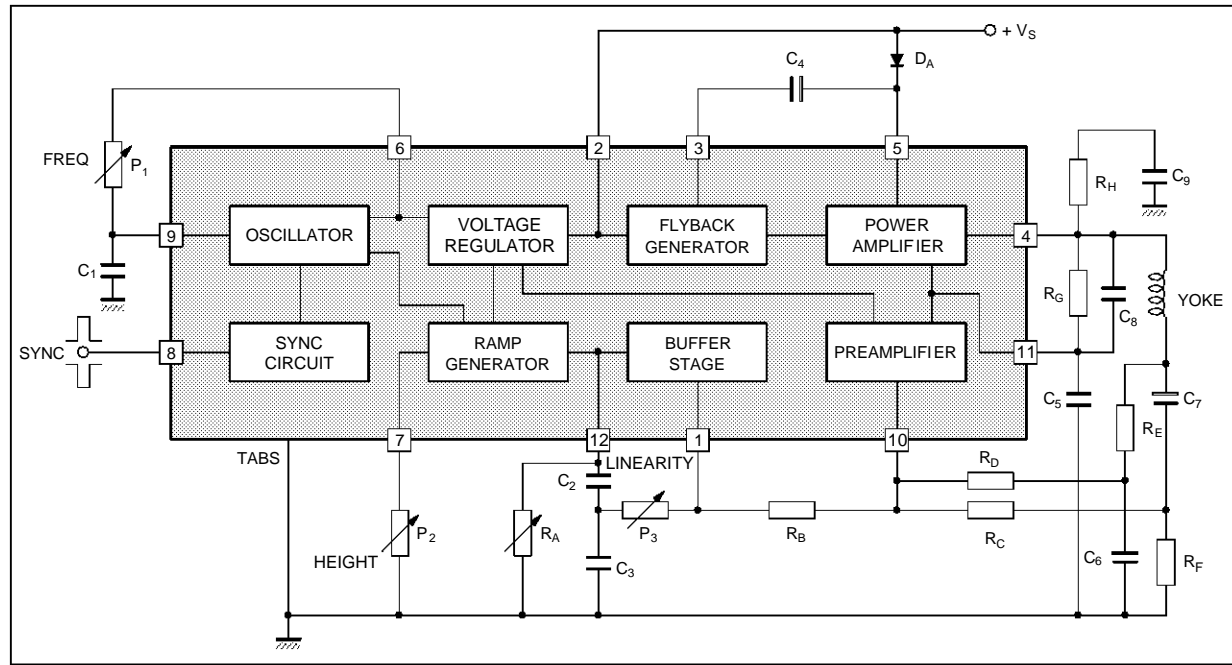 + VS
C4
DA
6
2
3
5
FREQ
P1
RH
C9
9
OSCILLATOR
VOLTAGE
REGULATOR
FLYBACK
GENERATOR
POWER
AMPLIFIER
4
C1
RG
C8
YOKE
SYNC
8
SYNC
CIRCUIT
RAMP
GENERATOR
BUFFER
STAGE
PREAMPLIFIER
11
C5
C7
RE
7
12
1
10
TABS
LINEARITY
C2
RD
P2
RA
P3
RB
RC
HEIGHT
C3
C6
RF